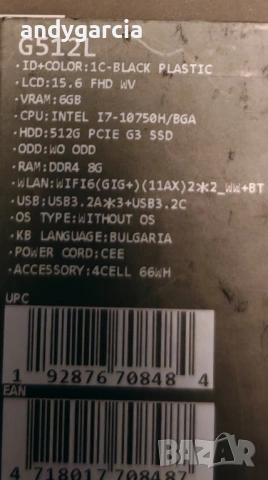 andygarcia
G512L
·ID+COLOR:1C-BLACK PLASTIC
·LCD:15.6 FHD WV
·VRAM:6GB
·CPU:INTEL I7-10750H/BGA
·HDD:512G PCIE G3 SSD
·ODD:WO ODD
·RAM:DDR4 8G
·WLAN:WIFI6(GIG+)(11AX)2*2_WW+BT
·USB:USB3.2A*3+USB3.2C
·OS TYPE:WITHOUT OS
·KB LANGUAGE:BULGARIA
·POWER CORD:CEE
·ACCESSORY:4CELL 66WH
UPC
1 92876 70848 4
EAN
4 718017 708487
BAZAR